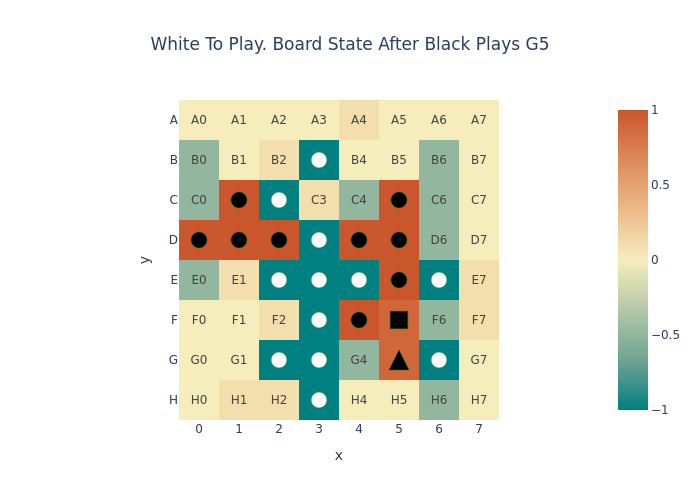 White To Play. Board State After Black Plays G5
A A0 A1 A2 A3 A4 A5 A6 A7
B B0 B1 B2 B4 B5 B6 B7
C C0 C3 C4 C6 C7
D D6 D7
E E0 E1 E7
F F0 F1 F2 F6 F7
G G0 G1 G4 G7
H H0 H1 H2 H4 H5 H6 H7
0 1 2 3 4 5 6 7
x
y
1
0.5
0
−0.5
−1